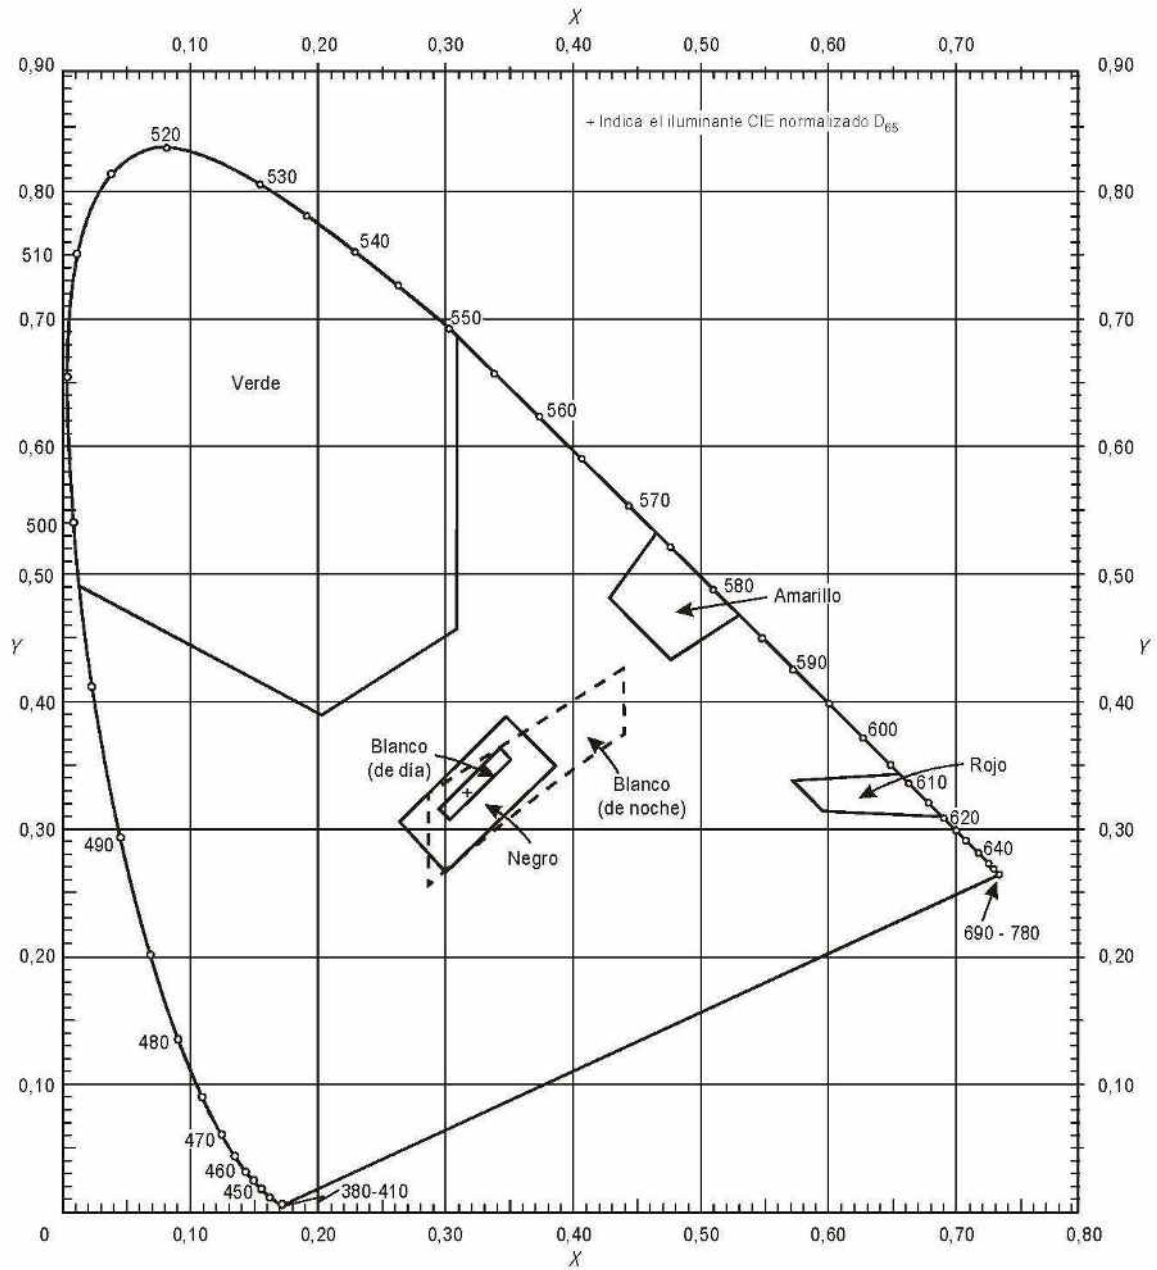 X
0,10 0,20 0,30 0,40 0,50 0,60 0,70
0,90 0,90
+ Indica el iluminante CIE normalizado D65
520
530
0,80 0,80
540
510
550
0,70 0,70
Verde
560
0,60 0,60
570
500
0,50 0,50
580
Amarillo
Y Y
590
0,40 0,40
600
Blanco
(de día)
Rojo
610
Blanco
(de noche)
620
0,30 0,30
490
Negro
640
690 - 780
0,20 0,20
480
0,10 0,10
470
460
450
380-410
0 0,10 0,20 0,30 0,40 0,50 0,60 0,70 0,80
X